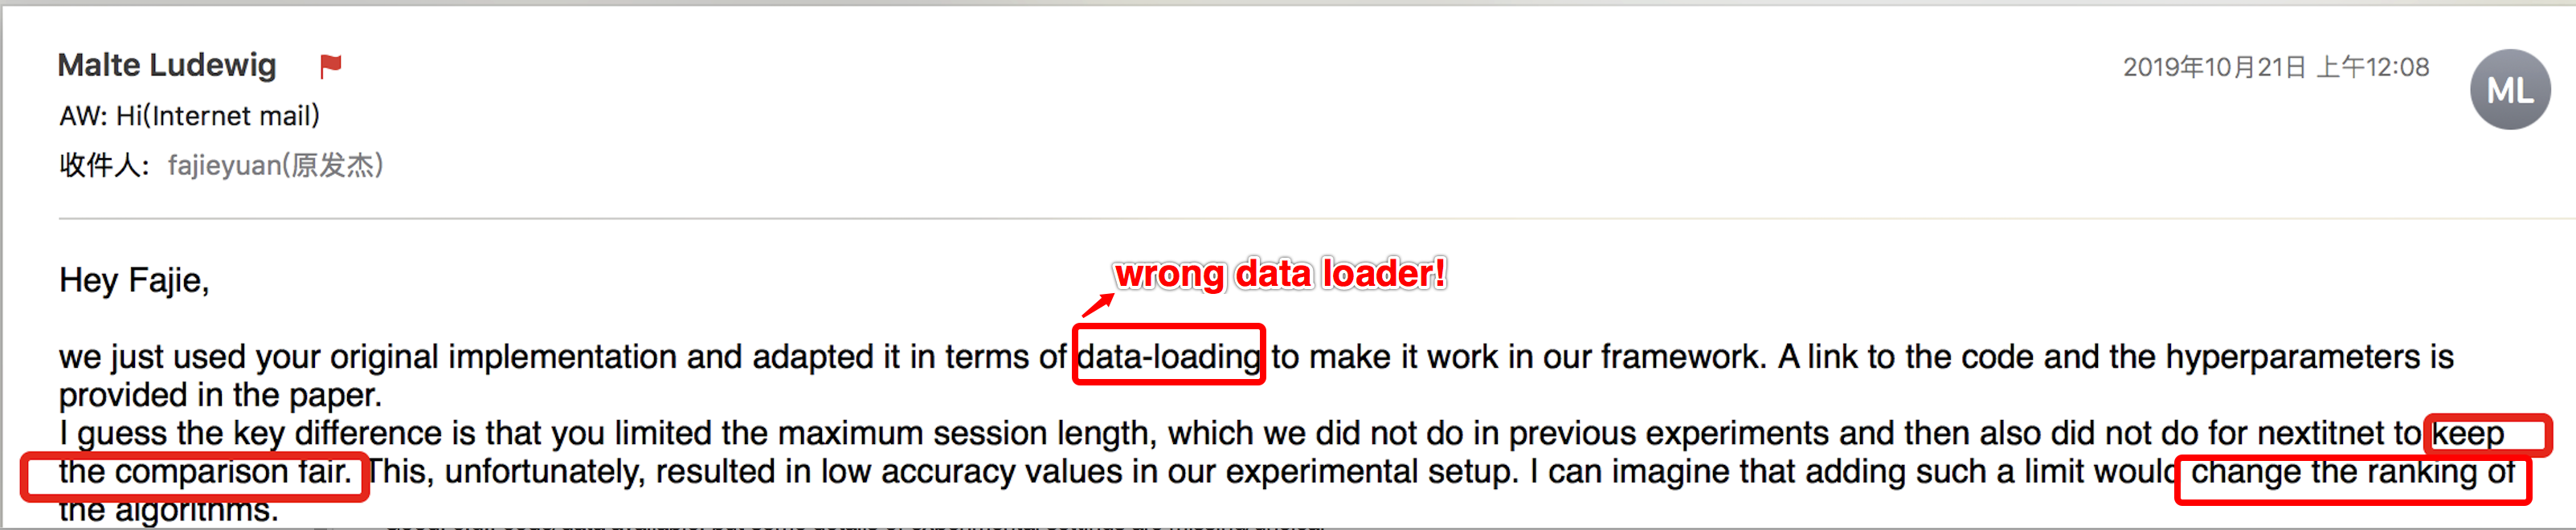 Malte Ludewig
2019年10月21日 上午12:08
ML
AW: Hi(Internet mail)
收件人: fajieyuan(原发杰)
wrong data loader!
Hey Fajie,
we just used your original implementation and adapted it in terms of data-loading to make it work in our framework. A link to the code and the hyperparameters is
provided in the paper.
I guess the key difference is that you limited the maximum session length, which we did not do in previous experiments and then also did not do for nextitnet to keep
the comparison fair. This, unfortunately, resulted in low accuracy values in our experimental setup. I can imagine that adding such a limit would change the ranking of
the algorithms.